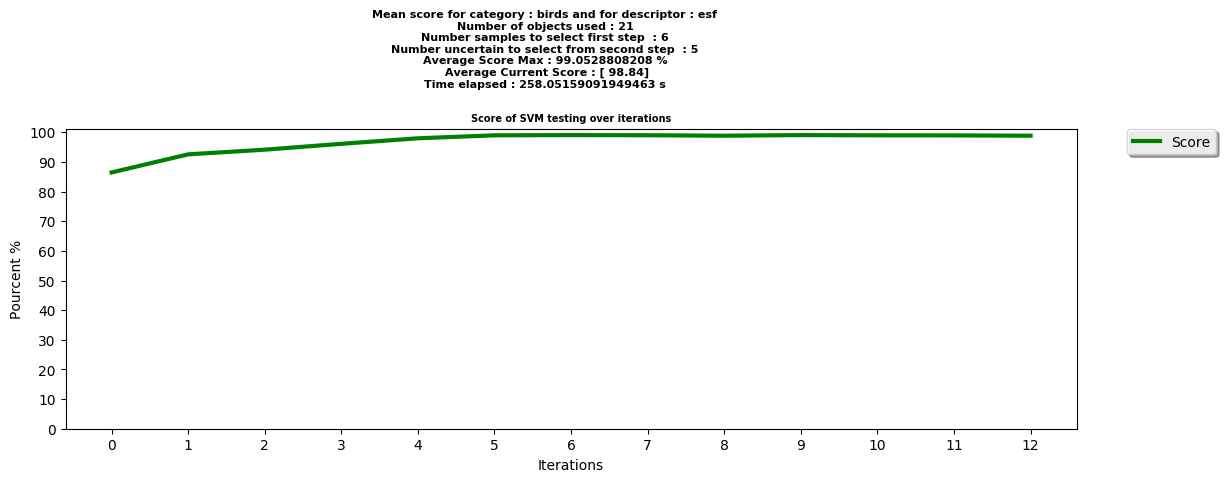 Mean score for category : birds and for descriptor : esf
Number of objects used : 21
Number samples to select first step  : 6
Number uncertain to select from second step  : 5
Average Score Max : 99.0528808208 %
Average Current Score : [ 98.84]
Time elapsed : 258.05159091949463 s
Score of SVM testing over iterations
100
90
80
70
60
50
40
30
20
10
0
Pourcent %
0 1 2 3 4 5 6 7 8 9 10 11 12
Iterations
Score